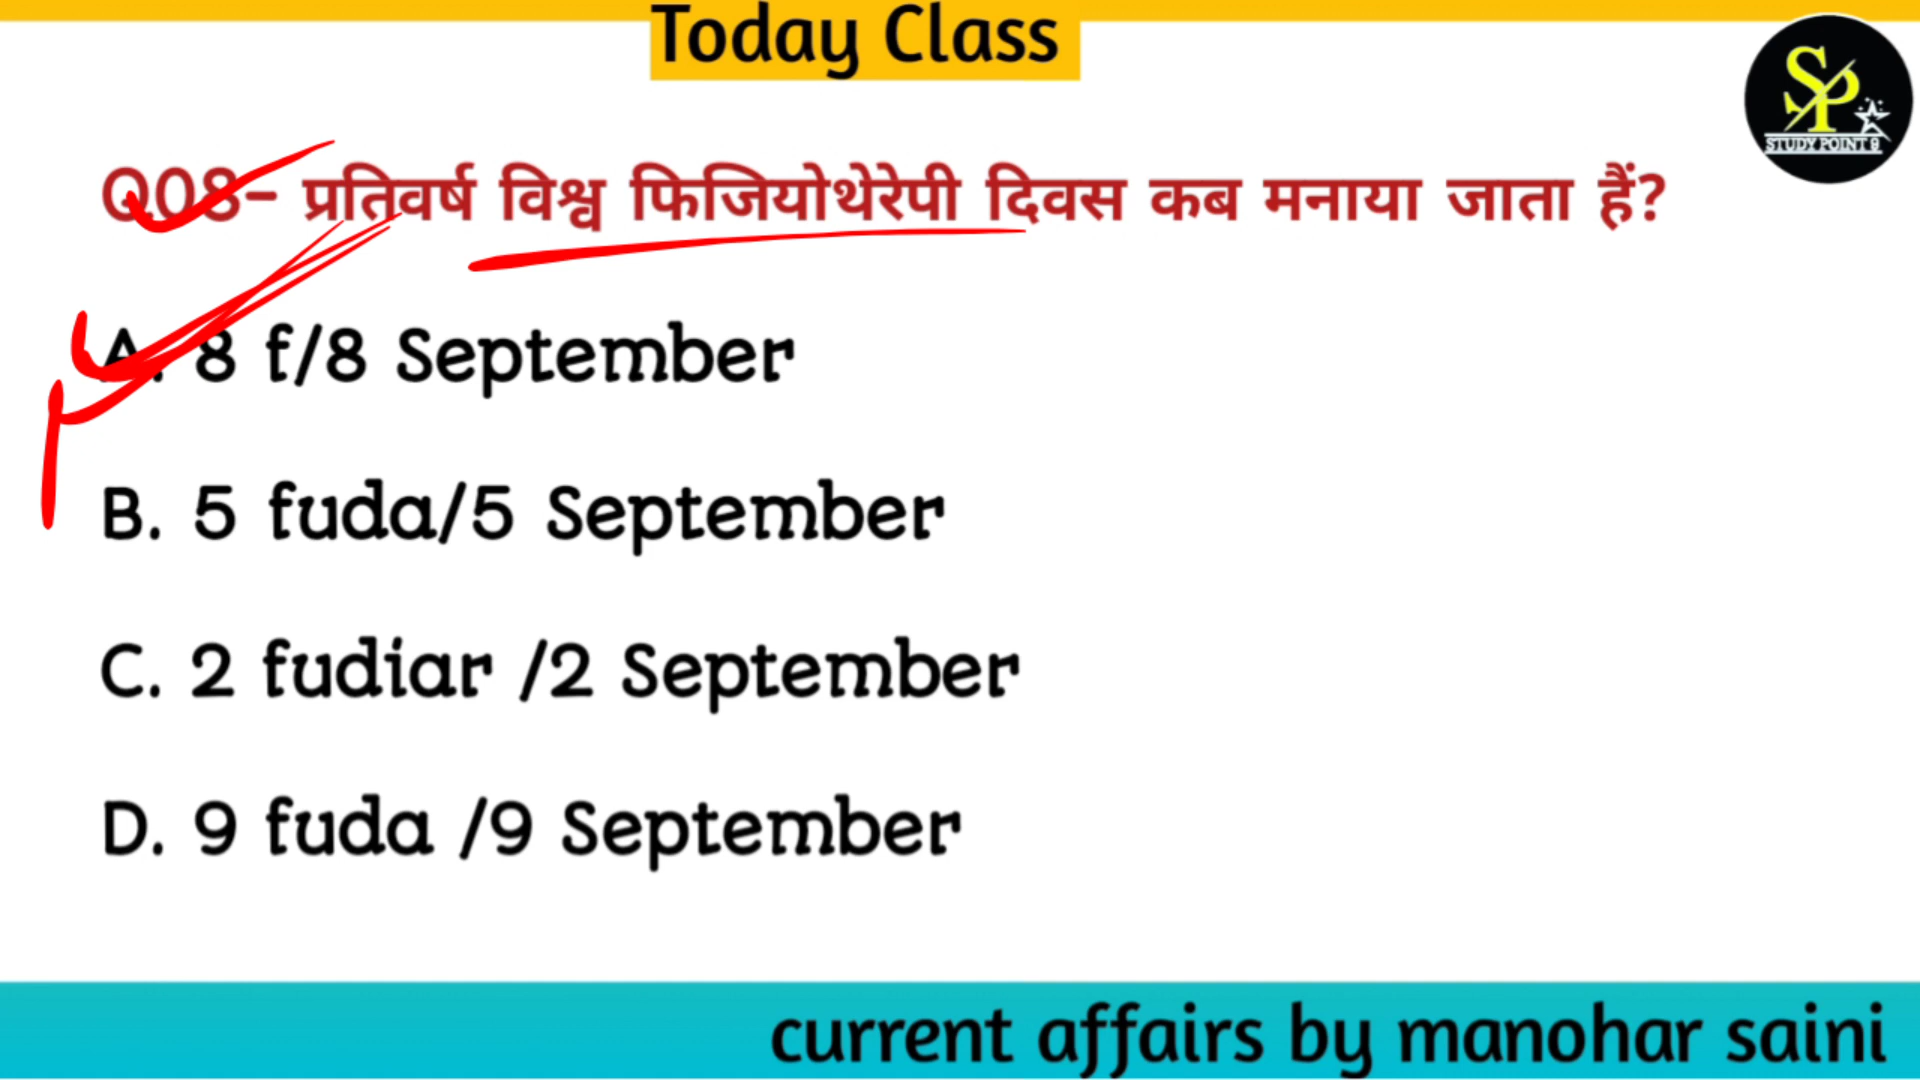 Today Class
SP
STUDY POINT 9
Q08- प्रतिवर्ष विश्व फिजियोथेरेपी दिवस कब मनाया जाता हैं?
A. 8 f/8 September
B. 5 fuda/5 September
C. 2 fudiar /2 September
D. 9 fuda /9 September
current affairs by manohar saini